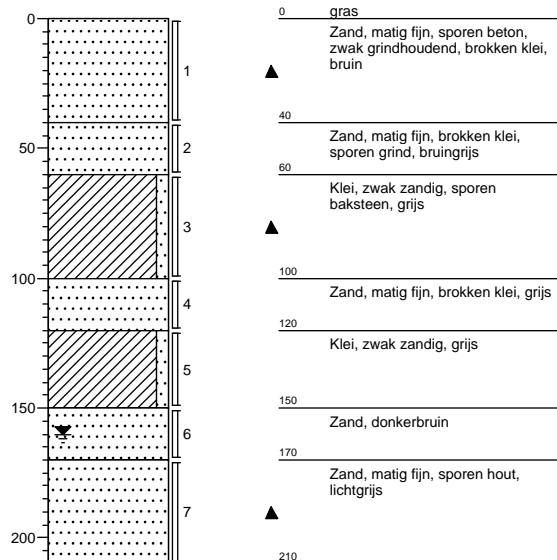 0
50
100
150
200
1
2
3
4
5
6
7
0
gras
Zand, matig fijn, sporen beton,
zwak grindhoudend, brokken klei,
bruin
40
Zand, matig fijn, brokken klei,
sporen grind, bruingrijs
60
Klei, zwak zandig, sporen
baksteen, grijs
100
Zand, matig fijn, brokken klei, grijs
120
Klei, zwak zandig, grijs
150
Zand, donkerbruin
170
Zand, matig fijn, sporen hout,
lichtgrijs
210